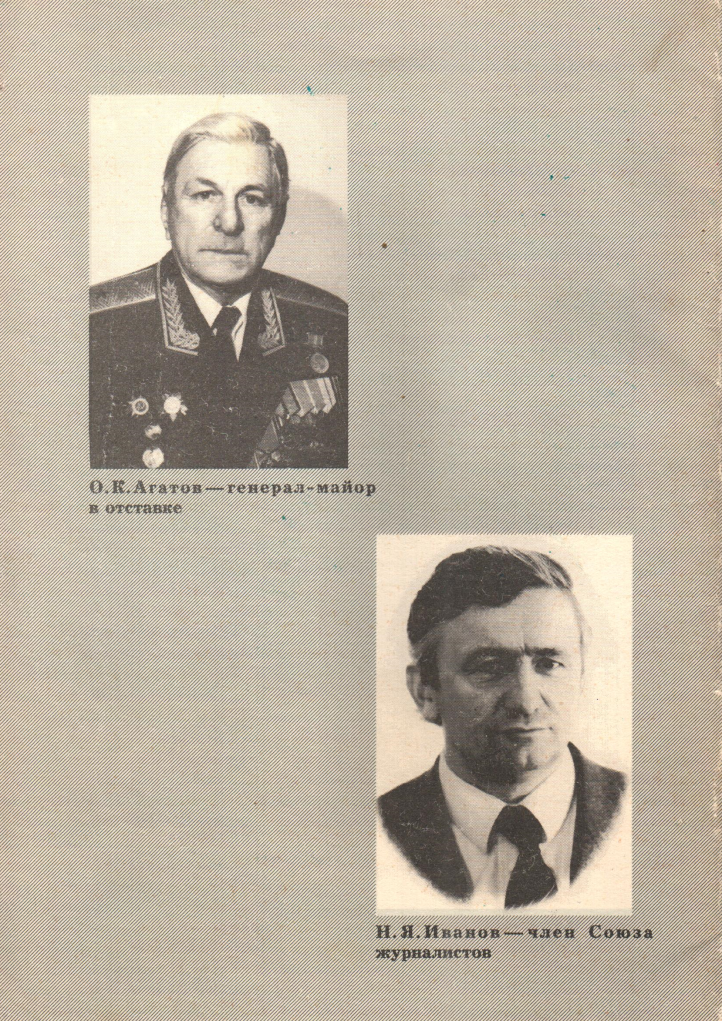 О.К.Агатов—генерал-майор
в отставке
Н.Я.Иванов—член Союза
журналистов